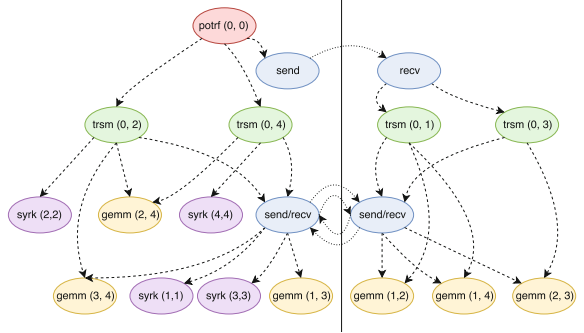 potrf (0, 0)
send
recv
trsm (0, 2)
trsm (0, 4)
trsm (0, 1)
trsm (0, 3)
syrk (2,2)
gemm (2, 4)
syrk (4,4)
send/recv
send/recv
gemm (3, 4)
syrk (1,1)
syrk (3,3)
gemm (1, 3)
gemm (1,2)
gemm (1, 4)
gemm (2, 3)